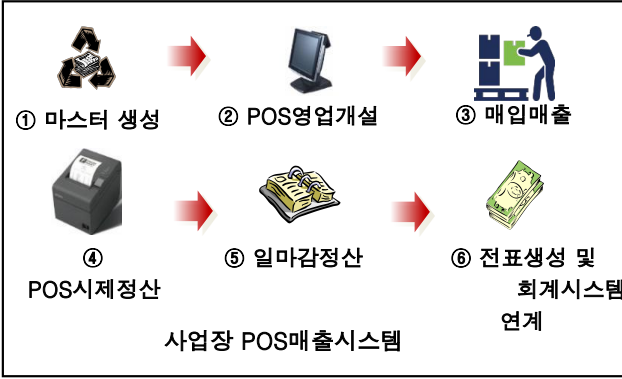 ① 마스터 생성
② POS영업개설
③ 매입매출
④
POS시제정산
⑤ 일마감정산
⑥ 전표생성 및
회계시스템
연계
사업장 POS매출시스템